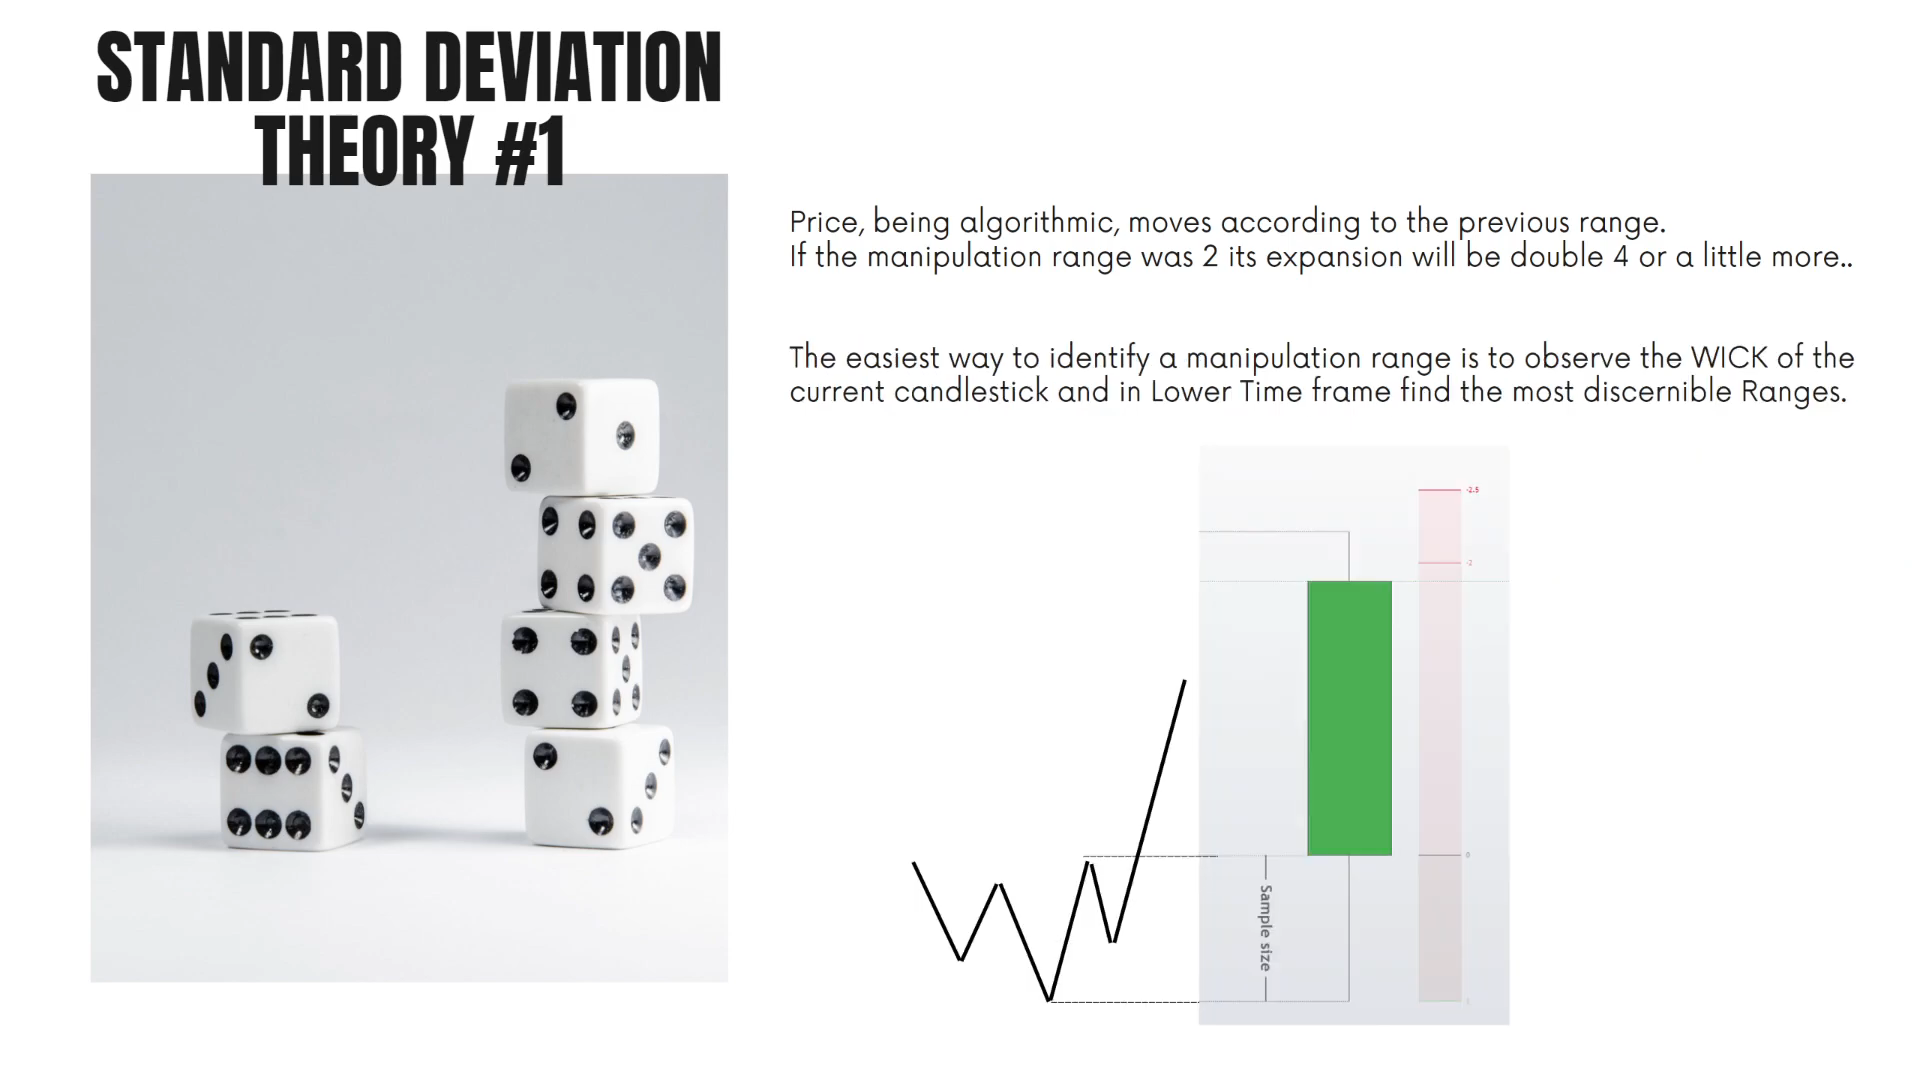 STANDARD DEVIATION
THEORY #1
Price, being algorithmic, moves according to the previous range.
If the manipulation range was 2 its expansion will be double 4 or a little more..
The easiest way to identify a manipulation range is to observe the WICK of the
current candlestick and in Lower Time frame find the most discernible Ranges.
-2.5
-2
0
Sample size